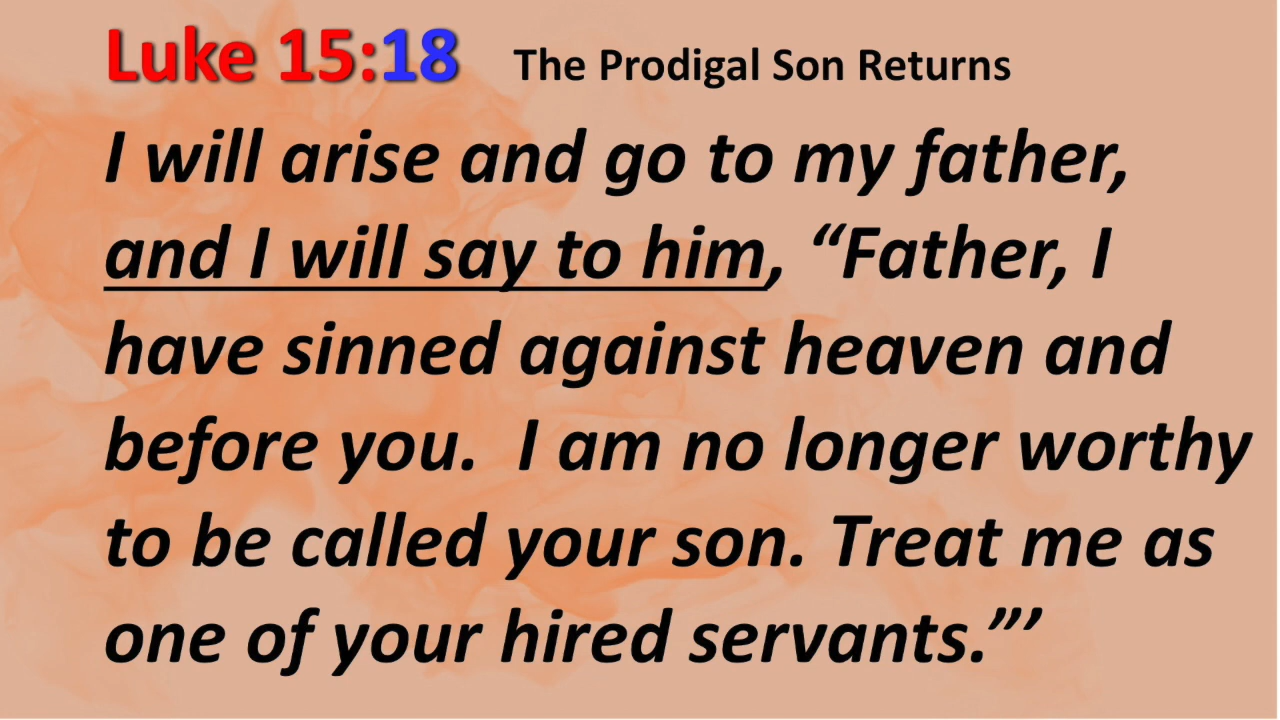 Luke 15:18 The Prodigal Son Returns
I will arise and go to my father,
and I will say to him, “Father, I
have sinned against heaven and
before you.  I am no longer worthy
to be called your son. Treat me as
one of your hired servants.”’